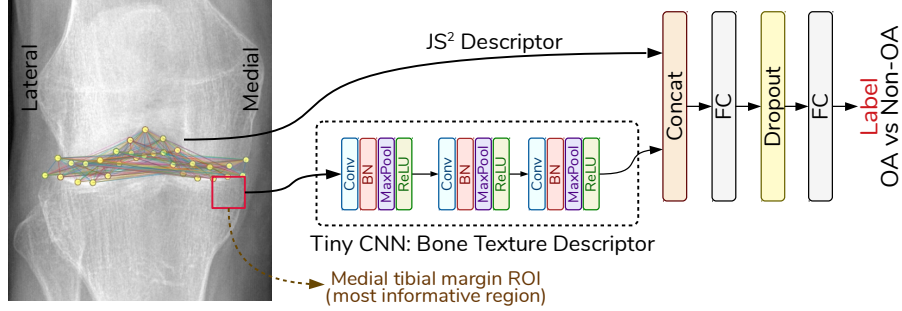 Lateral
Medial
JS² Descriptor
Conv
BN
MaxPool
ReLU
Conv
BN
MaxPool
ReLU
Conv
BN
MaxPool
ReLU
Tiny CNN: Bone Texture Descriptor
Medial tibial margin ROI
(most informative region)
Concat
FC
Dropout
FC
Label
OA vs Non-OA